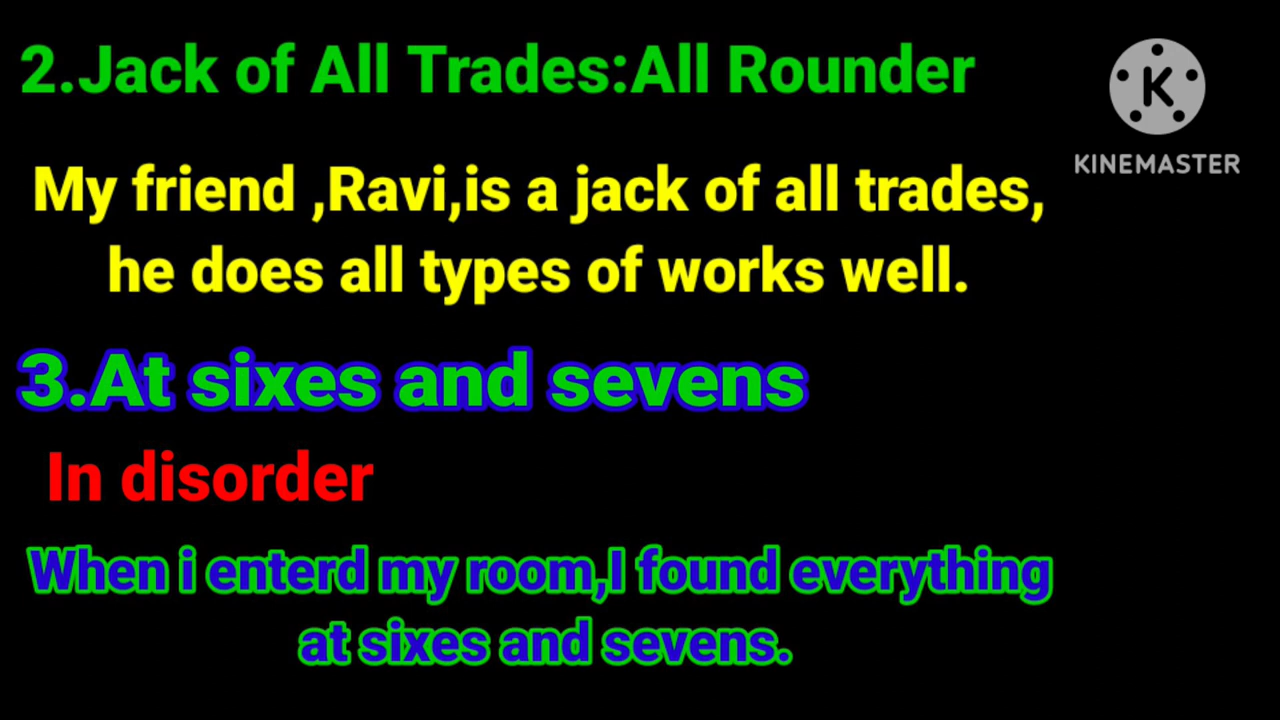 2.Jack of All Trades:All Rounder
K
KINEMASTER
My friend ,Ravi,is a jack of all trades,
he does all types of works well.
3.At sixes and sevens
In disorder
When i enterd my room,I found everything
at sixes and sevens.